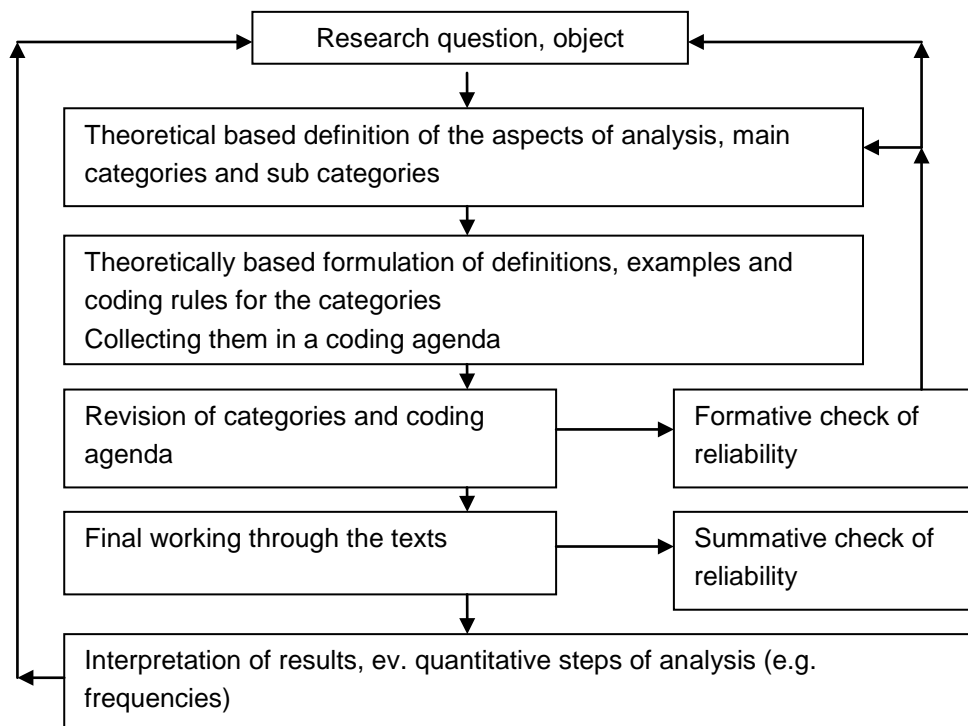 Research question, object
Theoretical based definition of the aspects of analysis, main
categories and sub categories
Theoretically based formulation of definitions, examples and
coding rules for the categories
Collecting them in a coding agenda
Revision of categories and coding
agenda
Formative check of
reliability
Final working through the texts
Summative check of
reliability
Interpretation of results, ev. quantitative steps of analysis (e.g.
frequencies)